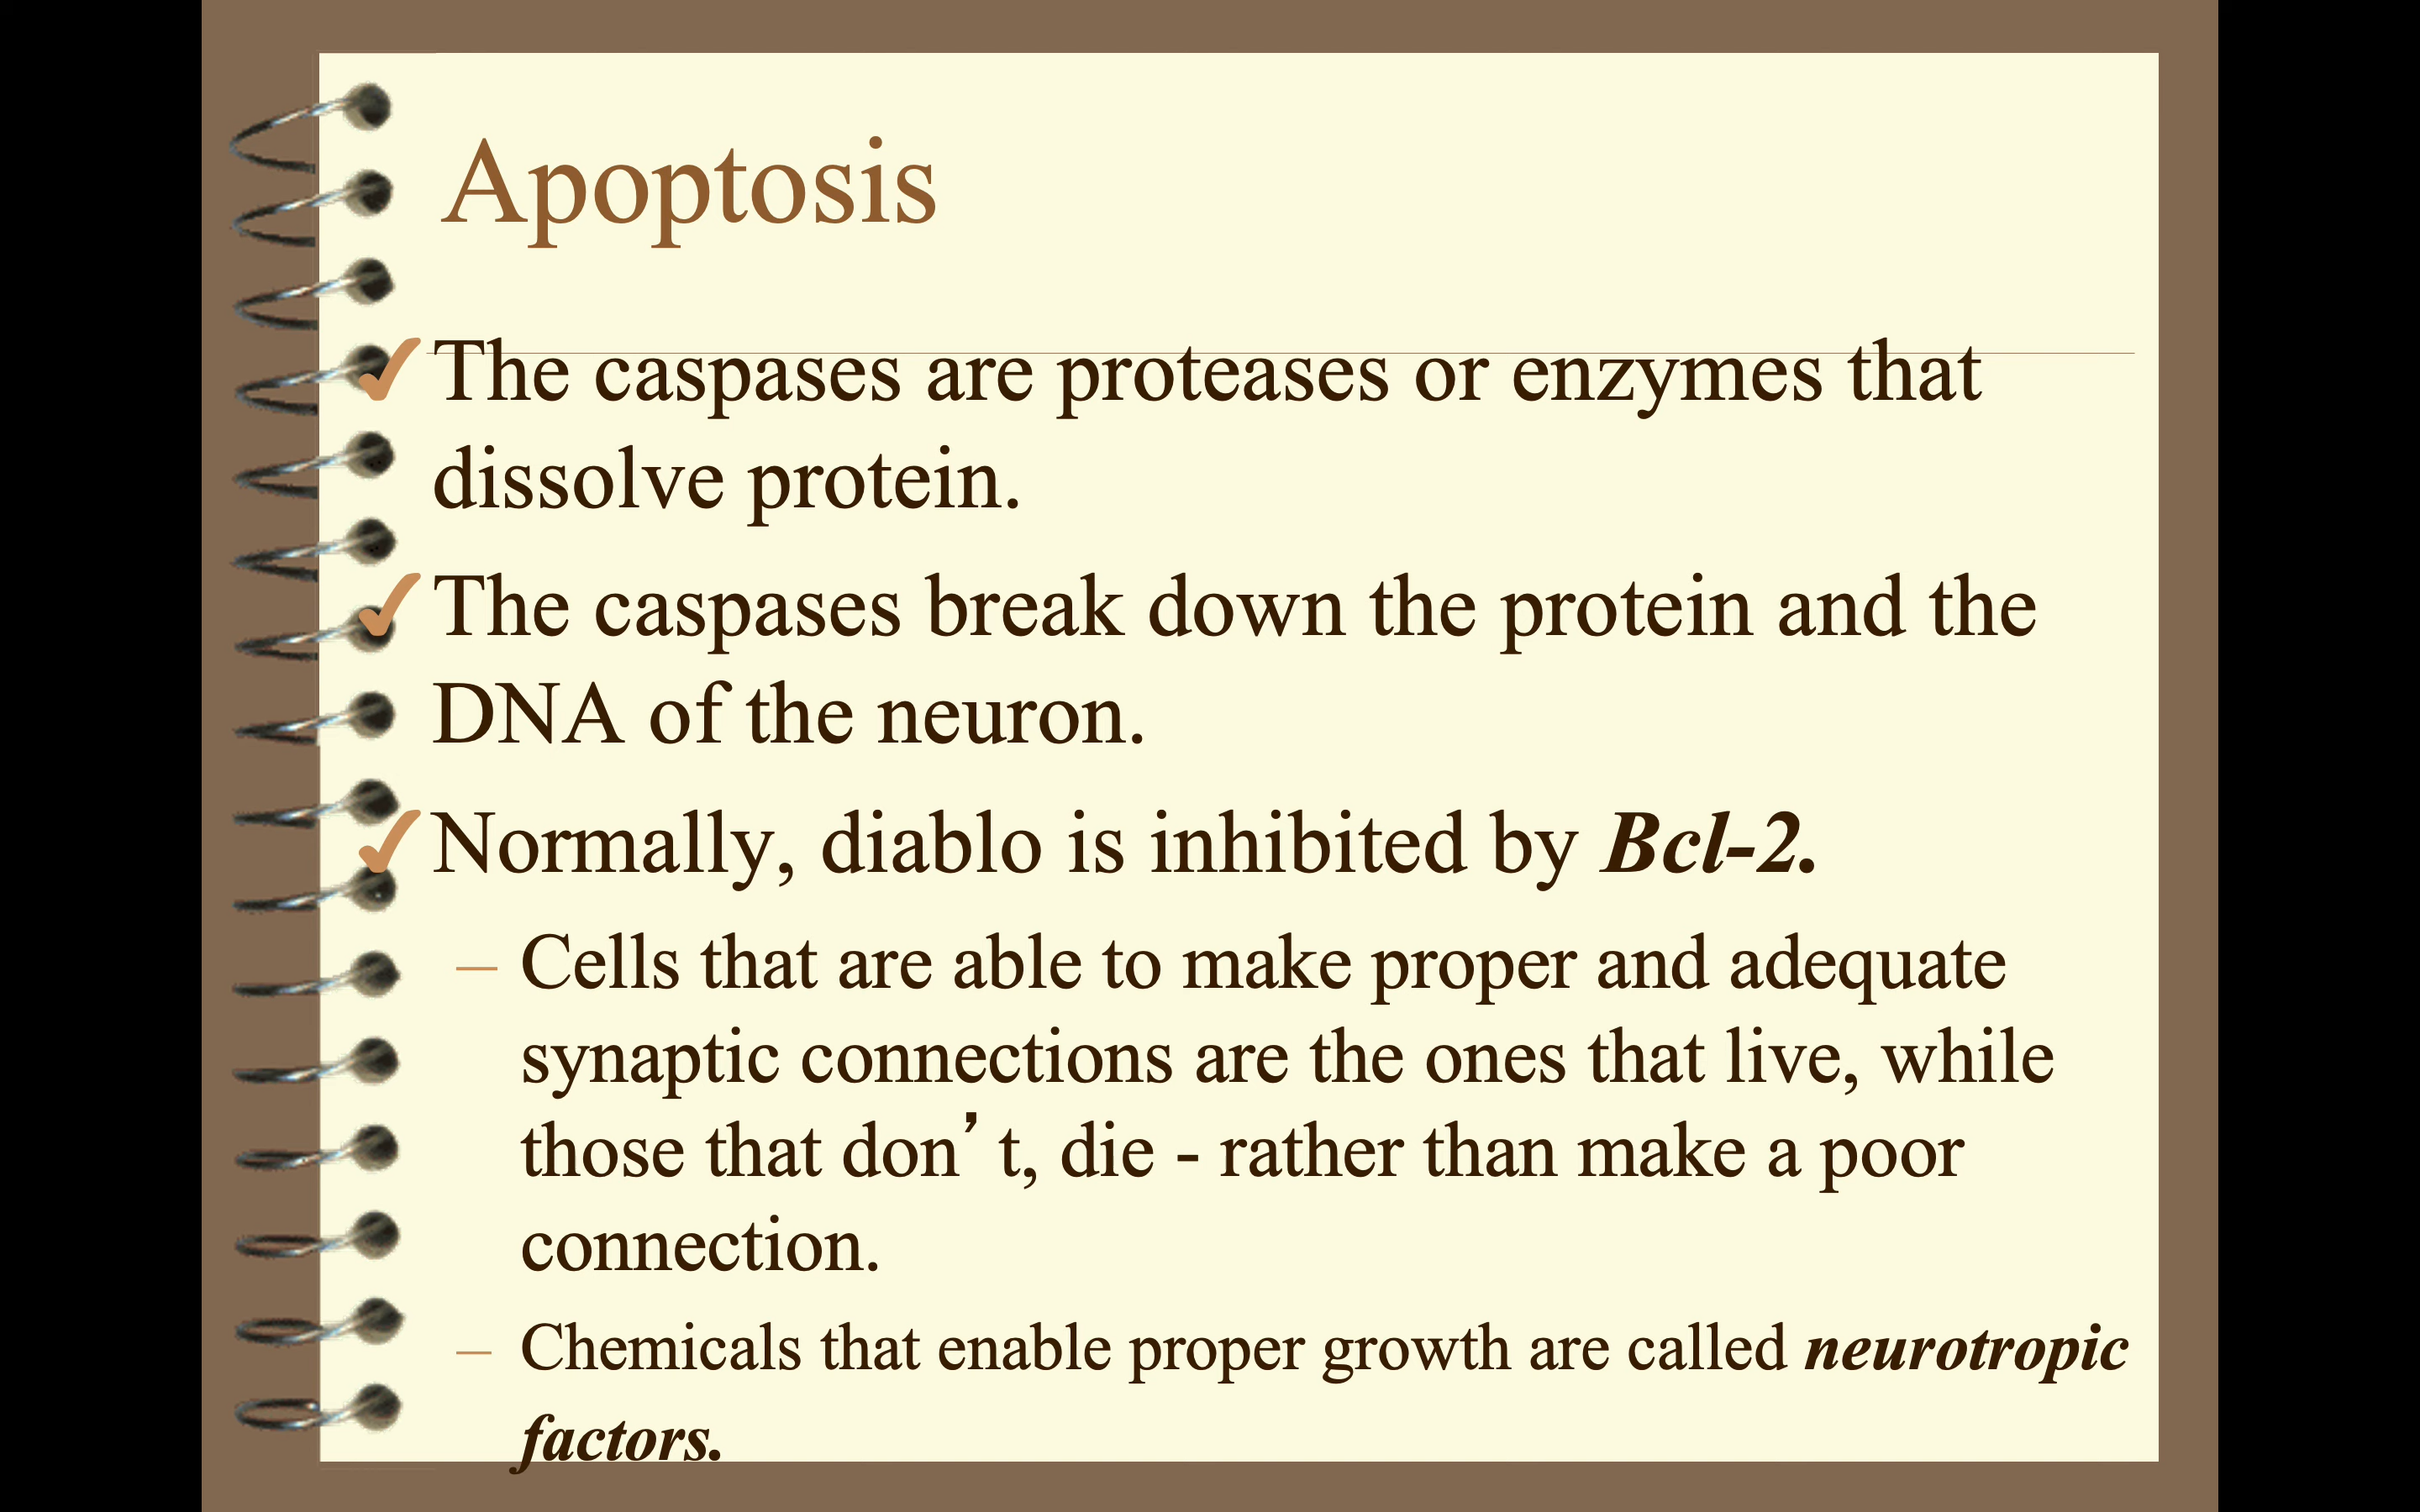 Apoptosis
The caspases are proteases or enzymes that
dissolve protein.
The caspases break down the protein and the
DNA of the neuron.
Normally, diablo is inhibited by Bcl-2.
– Cells that are able to make proper and adequate
synaptic connections are the ones that live, while
those that don’t, die - rather than make a poor
connection.
– Chemicals that enable proper growth are called neurotropic
factors.